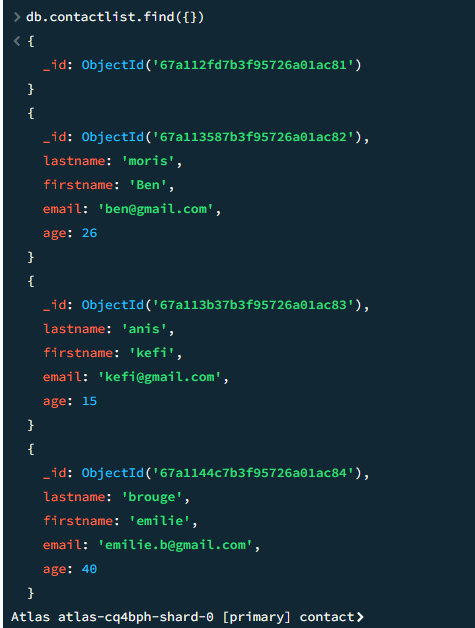 > db.contactlist.find({})
< {
_id: ObjectId('67a112fd7b3f95726a01ac81')
}
{
_id: ObjectId('67a113587b3f95726a01ac82'),
lastname: 'moris',
firstname: 'Ben',
email: 'ben@gmail.com',
age: 26
}
{
_id: ObjectId('67a113b37b3f95726a01ac83'),
lastname: 'anis',
firstname: 'kefi',
email: 'kefi@gmail.com',
age: 15
}
{
_id: ObjectId('67a1144c7b3f95726a01ac84'),
lastname: 'brouge',
firstname: 'emilie',
email: 'emilie.b@gmail.com',
age: 40
}
Atlas atlas-cq4bph-shard-0 [primary] contact>